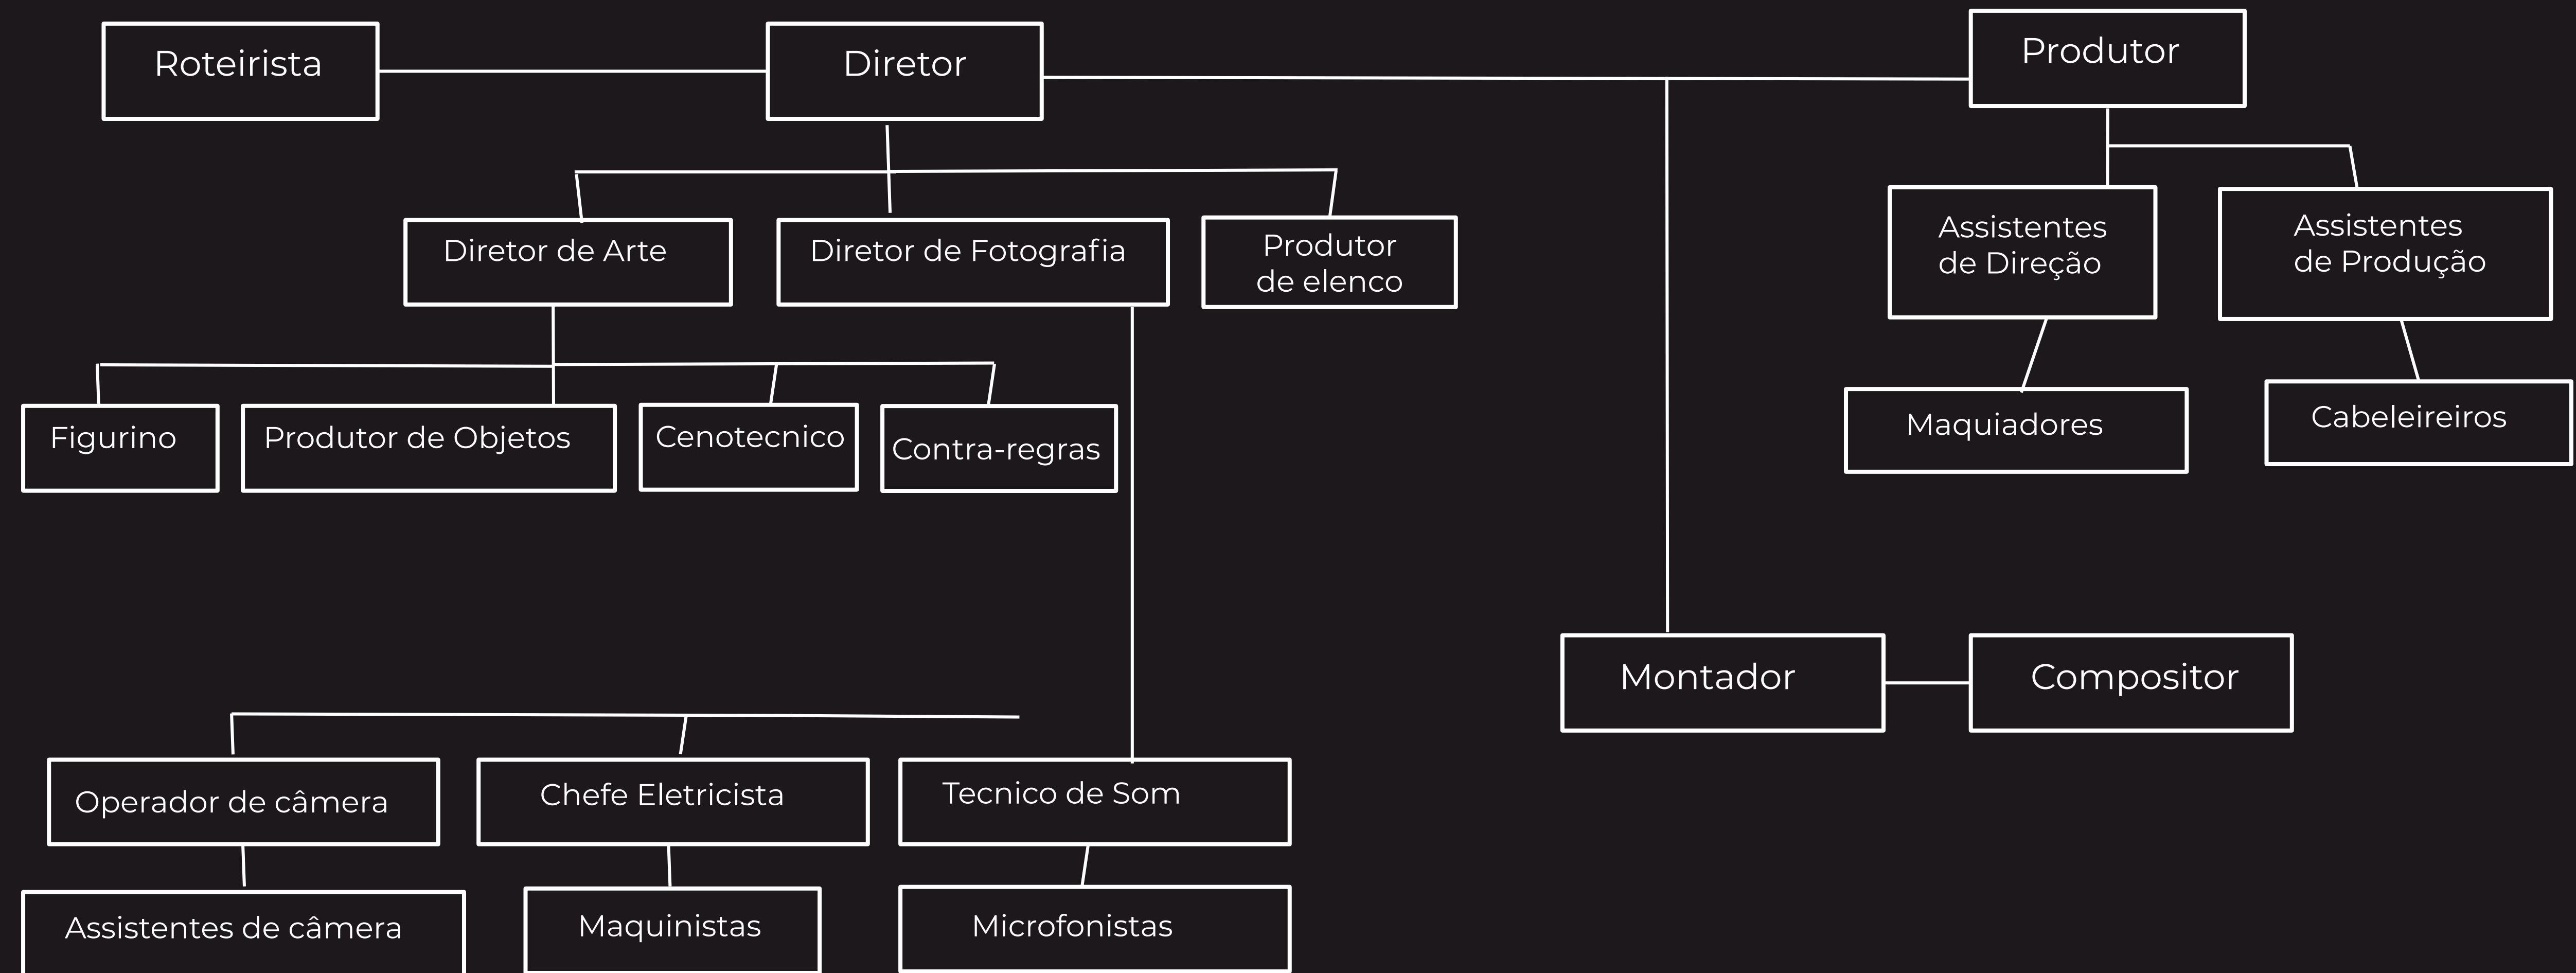 Roteirista
Diretor
Produtor
Diretor de Arte
Diretor de Fotografia
Produtor
de elenco
Assistentes
de Direção
Assistentes
de Produção
Figurino
Produtor de Objetos
Cenotecnico
Contra-regras
Maquiadores
Cabeleireiros
Montador
Compositor
Operador de câmera
Chefe Eletricista
Tecnico de Som
Assistentes de câmera
Maquinistas
Microfonistas